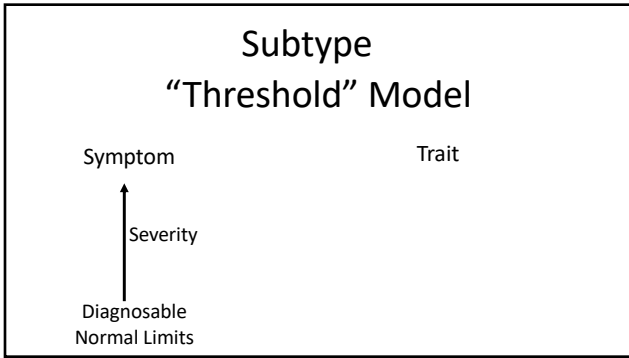 Subtype
“Threshold” Model
Symptom
Trait
Severity
Diagnosable
Normal Limits